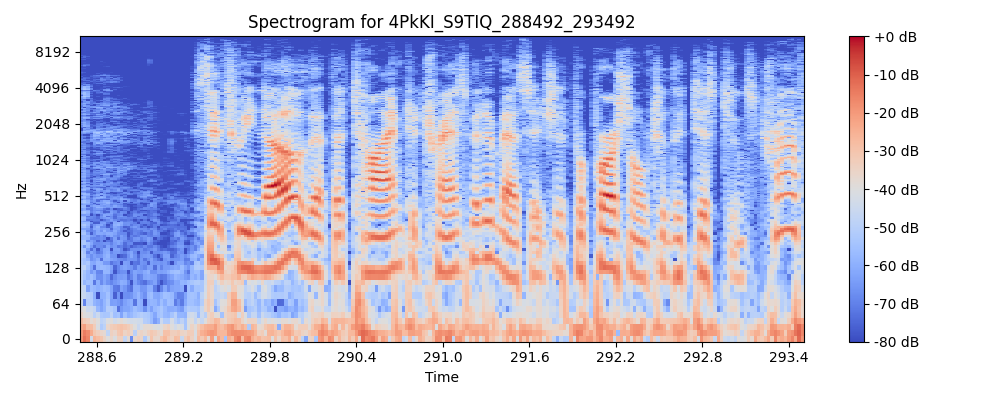 Spectrogram for 4PkKI_S9TIQ_288492_293492
Hz
8192
4096
2048
1024
512
256
128
64
0
288.6 289.2 289.8 290.4 291.0 291.6 292.2 292.8 293.4
Time
+0 dB
-10 dB
-20 dB
-30 dB
-40 dB
-50 dB
-60 dB
-70 dB
-80 dB